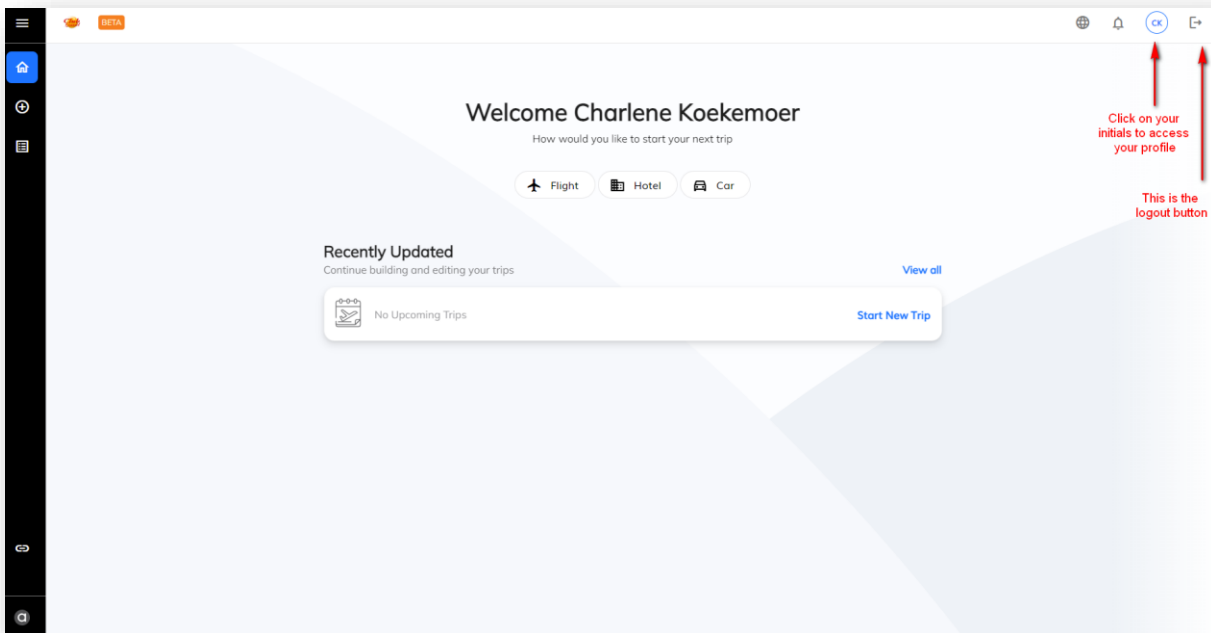 BETA
CK
Welcome Charlene Koekemoer
How would you like to start your next trip
Flight
Hotel
Car
Click on your
initials to access
your profile
This is the
logout button
Recently Updated
Continue building and editing your trips
View all
No Upcoming Trips
Start New Trip
a